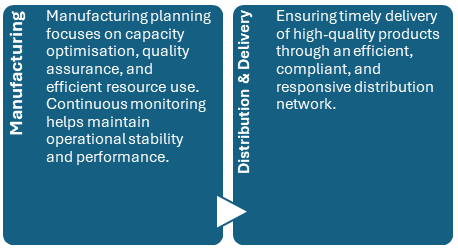 Manufacturing
Manufacturing planning
focuses on capacity
optimisation, quality
assurance, and
efficient resource use.
Continuous monitoring
helps maintain
operational stability
and performance.
Distribution & Delivery
Ensuring timely delivery
of high-quality products
through an efficient,
compliant, and
responsive distribution
network.